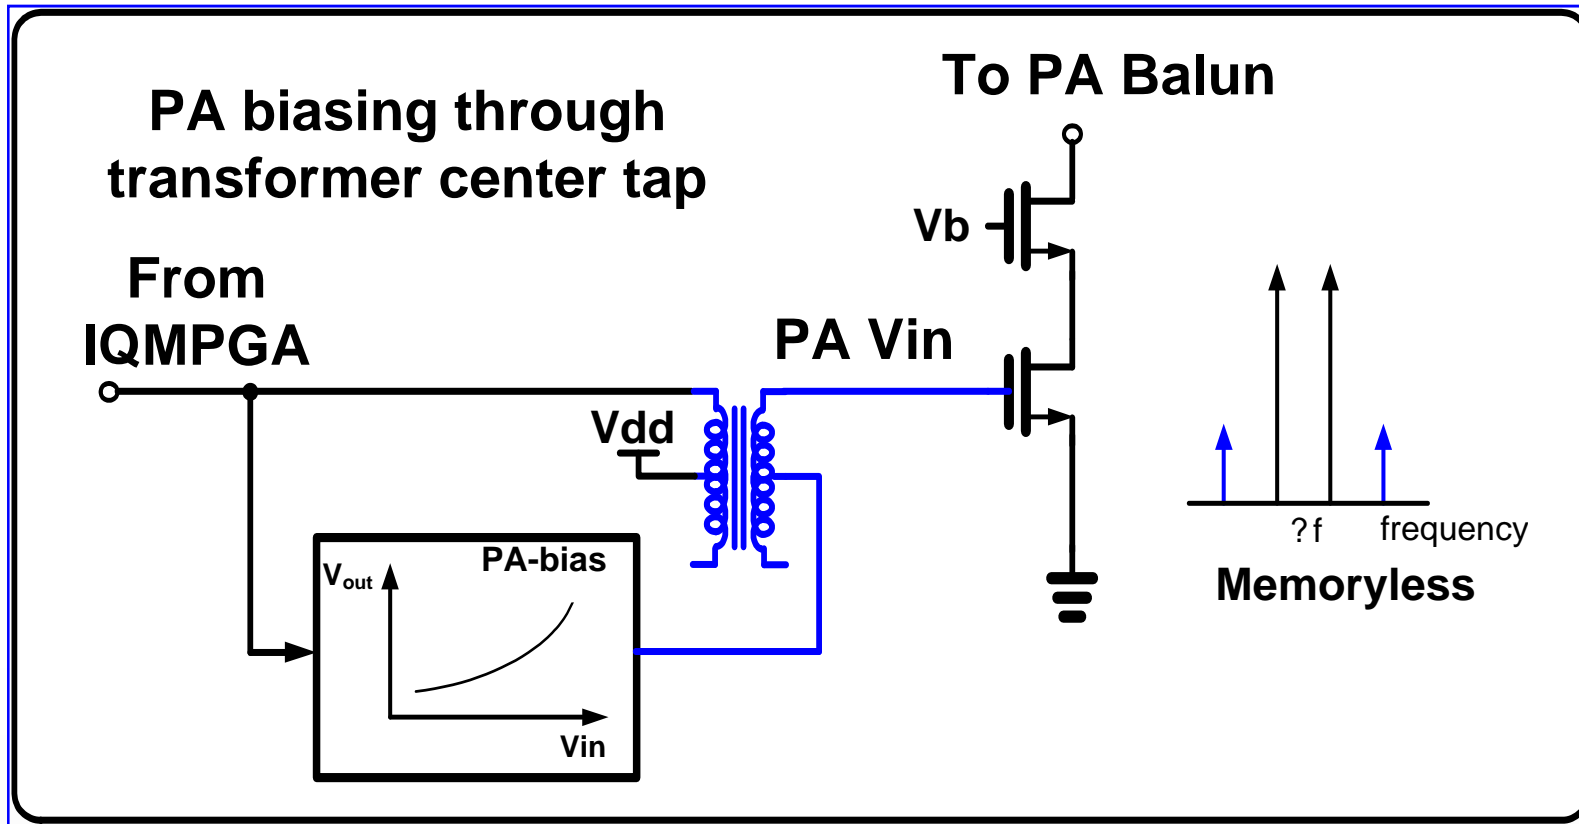 PA biasing through
transformer center tap
To PA Balun
Vb
From
IQMPGA
PA Vin
Vdd
PA-bias
Vout
Vin
?f
frequency
Memoryless